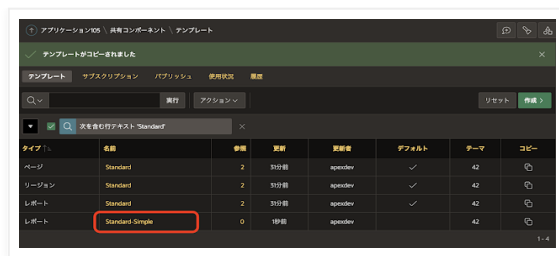 アプリケーション105 \ 共有コンポーネント \ テンプレート
テンプレートがコピーされました
テンプレート サブスクリプション パブリッシュ 使用状況 履歴
実行 アクション リセット 作成
次を含む行テキスト 'Standard'
タイプ 名前 参照 更新 更新者 デフォルト テーマ コピー
ページ Standard 2 31分前 apexdev 42
リージョン Standard 2 31分前 apexdev 42
レポート Standard 2 31分前 apexdev 42
レポート Standard-Simple 0 1秒前 apexdev 42
1 - 4